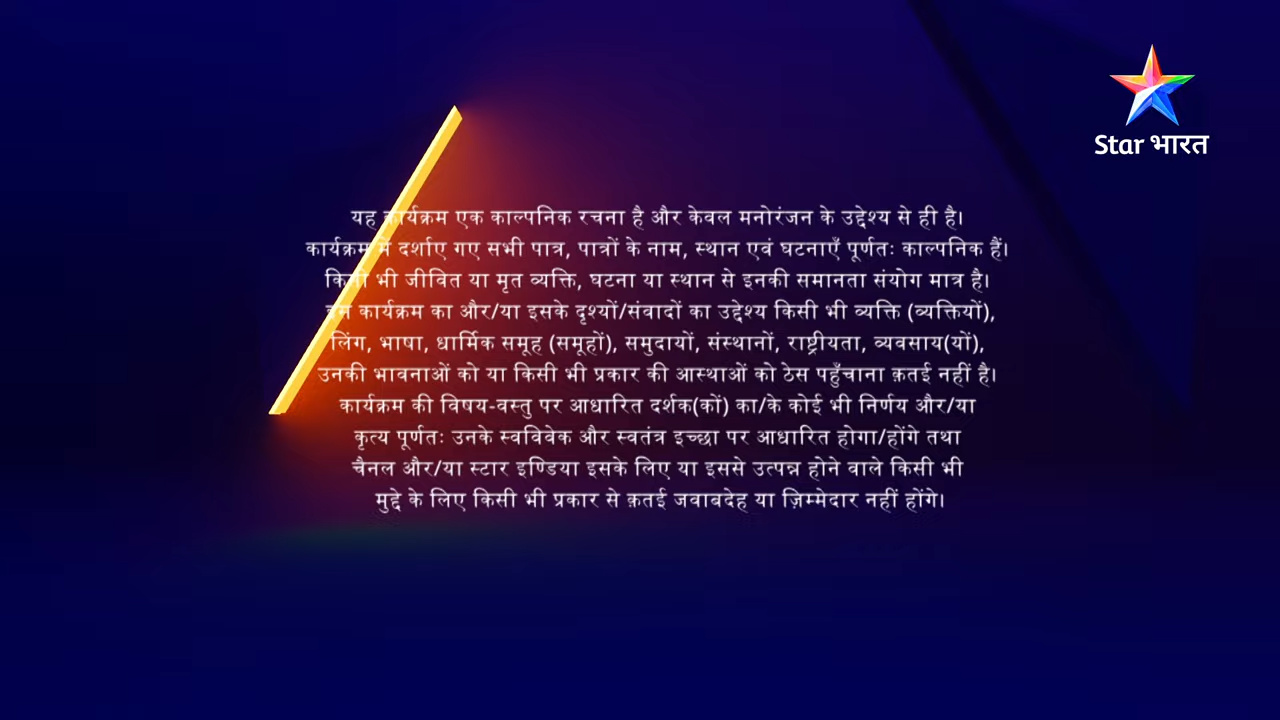 Star भारत
यह कार्यक्रम एक काल्पनिक रचना है और केवल मनोरंजन के उद्देश्य से ही है।
कार्यक्रम में दर्शाए गए सभी पात्र, पात्रों के नाम, स्थान एवं घटनाएँ पूर्णतः काल्पनिक हैं।
किसी भी जीवित या मृत व्यक्ति, घटना या स्थान से इनकी समानता संयोग मात्र है।
इस कार्यक्रम का और/या इसके दृश्यों/संवादों का उद्देश्य किसी भी व्यक्ति (व्यक्तियों),
लिंग, भाषा, धार्मिक समूह (समूहों), समुदायों, संस्थानों, राष्ट्रीयता, व्यवसाय(यों),
उनकी भावनाओं को या किसी भी प्रकार की आस्थाओं को ठेस पहुँचाना क़तई नहीं है।
कार्यक्रम की विषय-वस्तु पर आधारित दर्शक(कों) का/के कोई भी निर्णय और/या
कृत्य पूर्णतः उनके स्वविवेक और स्वतंत्र इच्छा पर आधारित होगा/होंगे तथा
चैनल और/या स्टार इण्डिया इसके लिए या इससे उत्पन्न होने वाले किसी भी
मुद्दे के लिए किसी भी प्रकार से क़तई जवाबदेह या ज़िम्मेदार नहीं होंगे।